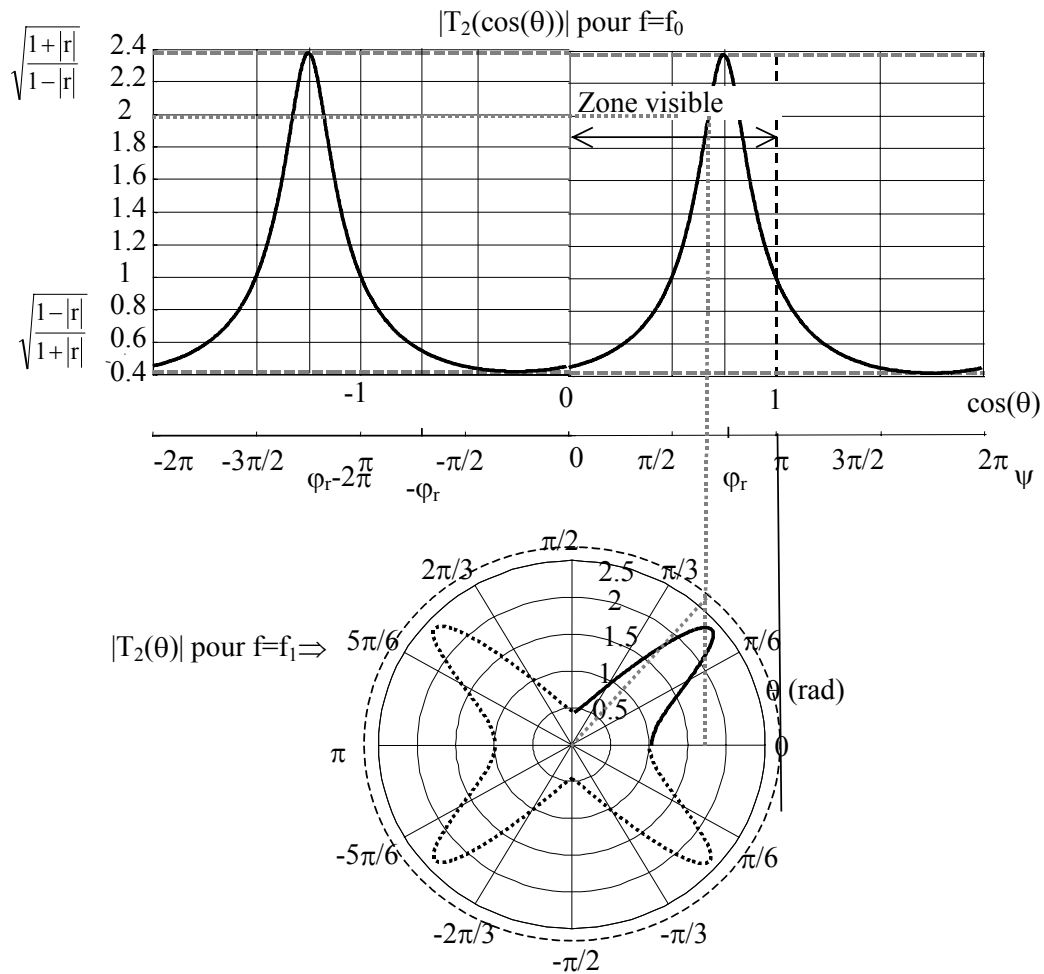 |T₂(cos(θ))| pour f=f₀
√(1+|r|)/(1-|r|)
2.4
2.2
2
1.8
1.6
1.4
1.2
1
0.8
0.6
0.4
√(1-|r|)/(1+|r|)
Zone visible
-1 0 1 cos(θ)
-2π -3π/2 π -π/2 0 π/2 π 3π/2 2π ψ
φᵣ-2π -φᵣ φᵣ
π/2
2π/3 2.5 π/3
2
5π/6 1.5 π/6
|T₂(θ)| pour f=f₁⇒
1
0.5 θ (rad)
π 0
-5π/6 π/6
-2π/3 -π/3
-π/2